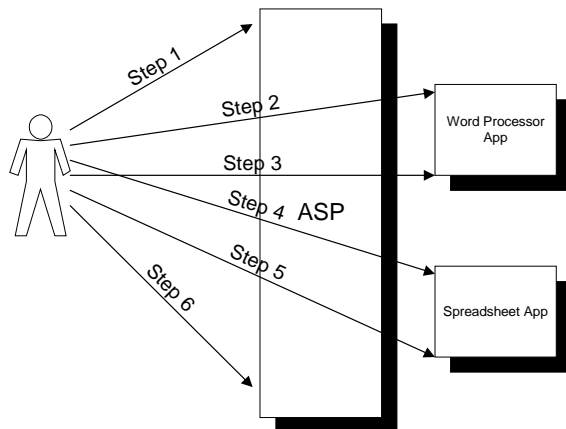 Step 1
Step 2
Word Processor
App
Step 3
Step 4
ASP
Step 5
Step 6
Spreadsheet App